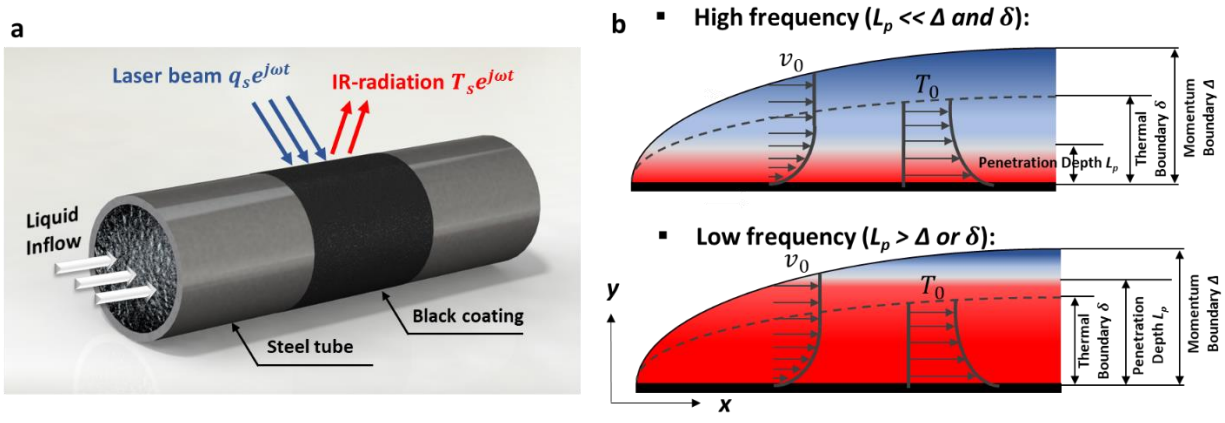 a
Laser beam q_s e^{jωt}
IR-radiation T_s e^{jωt}
Liquid
Inflow
Black coating
Steel tube
b
▪ High frequency (L_p << Δ and δ):
v_0
T_0
Penetration Depth L_p
Thermal
Boundary δ
Momentum
Boundary Δ
▪ Low frequency (L_p > Δ or δ):
v_0
T_0
Thermal
Boundary δ
Penetration
Depth L_p
Momentum
Boundary Δ
y
x